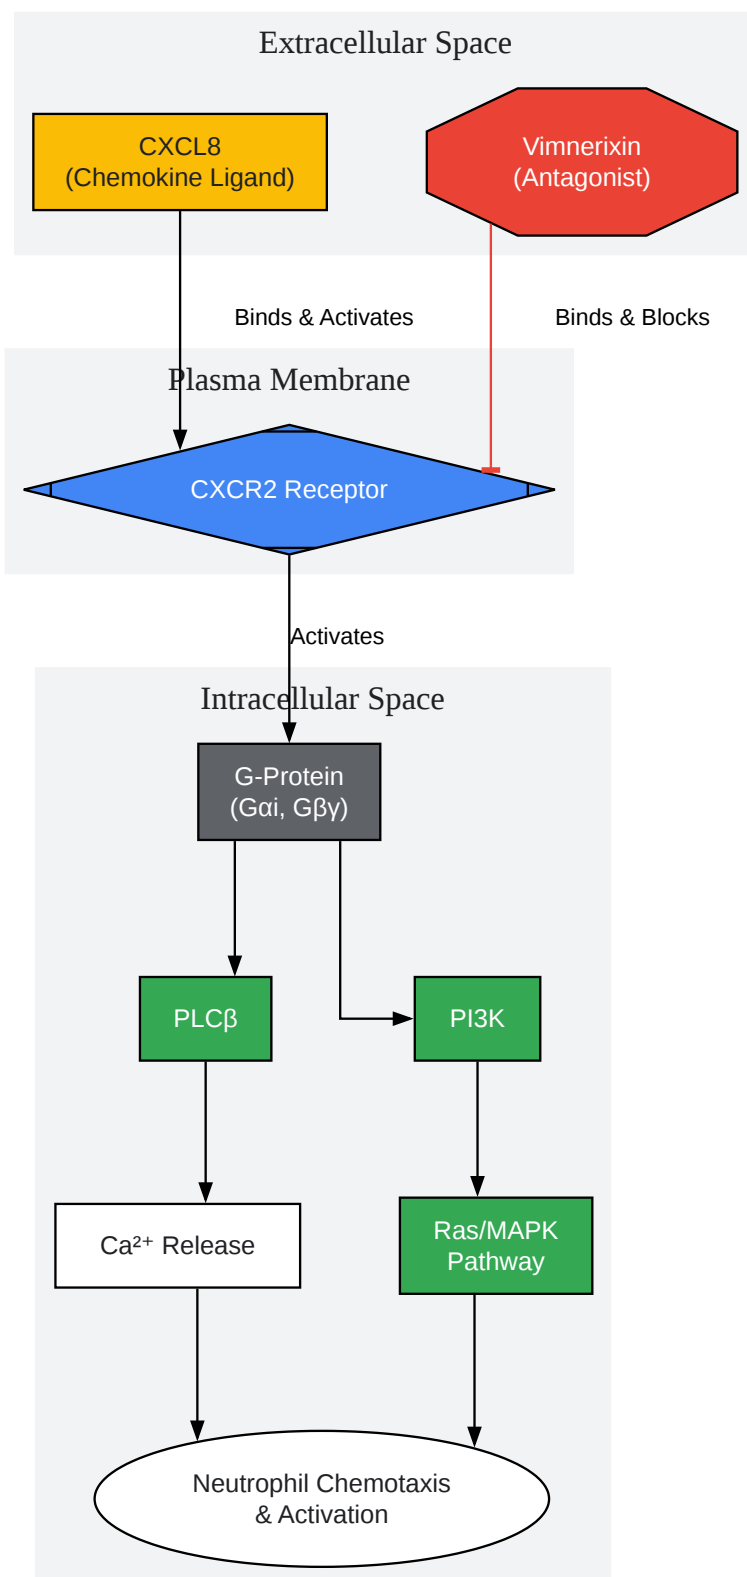 Extracellular Space
CXCL8
(Chemokine Ligand)
Vimnerixin
(Antagonist)
Binds & Activates
Binds & Blocks
Plasma Membrane
CXCR2 Receptor
Activates
Intracellular Space
G-Protein
(Gαi, Gβγ)
PLCβ
PI3K
Ca²⁺ Release
Ras/MAPK
Pathway
Neutrophil Chemotaxis
& Activation